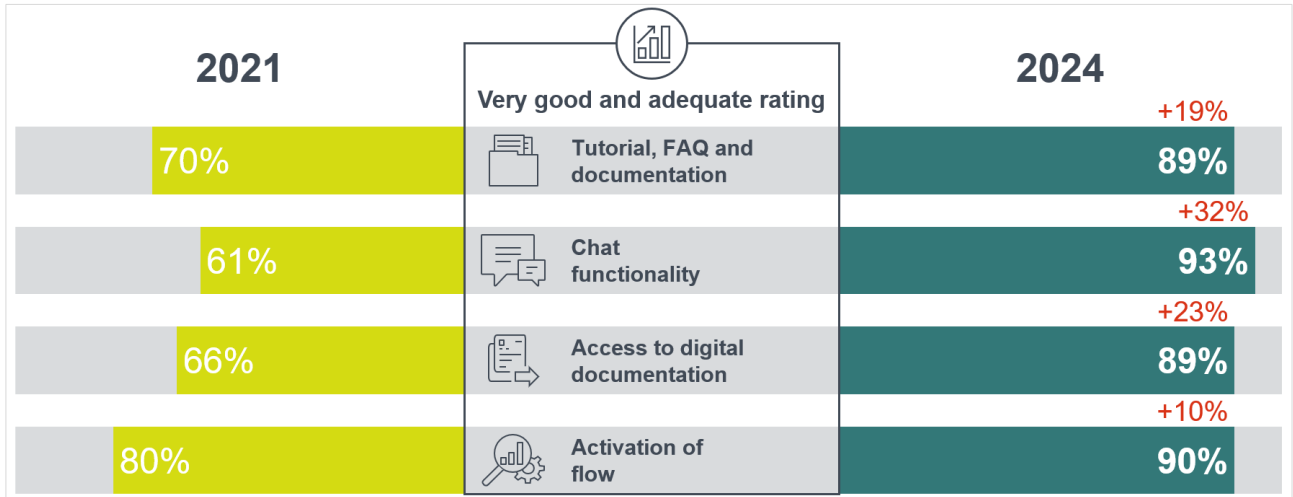 2021
Very good and adequate rating
2024
+19%
70%
Tutorial, FAQ and
documentation
89%
+32%
61%
Chat
functionality
93%
+23%
66%
Access to digital
documentation
89%
+10%
80%
Activation of
flow
90%